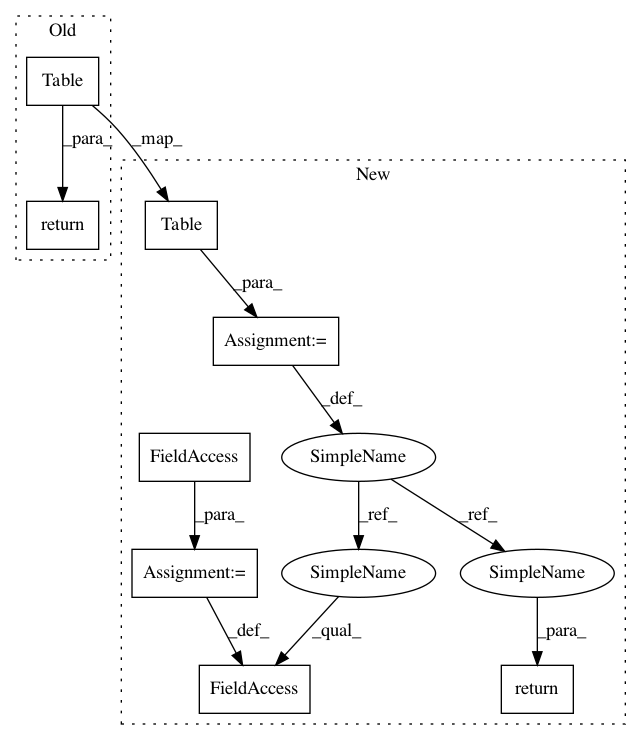 Old
Table
_para_
_map_
return
New
Table
_para_
Assignment:=
_def_
FieldAccess
SimpleName
_para_
_ref_
_ref_
Assignment:=
SimpleName
SimpleName
_def_
_qual_
_para_
FieldAccess
return